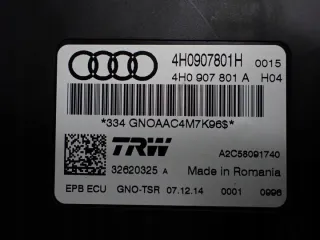 4H0907801H 0015
4H0 907 801 A H04
*334 GNOAAC4M7K96$*
TRW A2C58091740
32620325 A Made in Romania
EPB ECU GNO-TSR 07.12.14 0001 0996